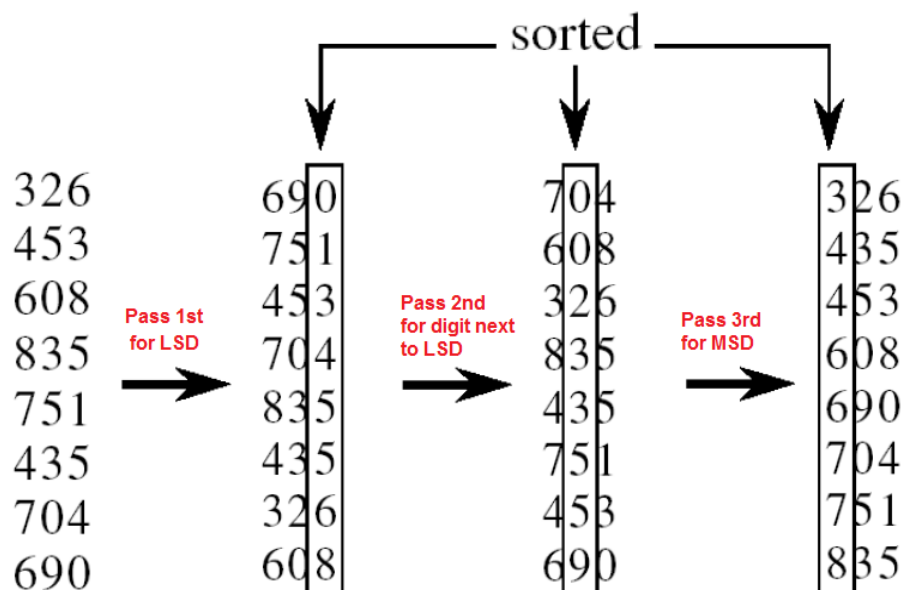 sorted
326 690 704 326
453 751 608 435
608 453 326 453
Pass 1st
for LSD
Pass 2nd
for digit next
to LSD
Pass 3rd
for MSD
835 704 835 608
751 835 435 690
435 435 751 704
704 326 453 751
690 608 690 835